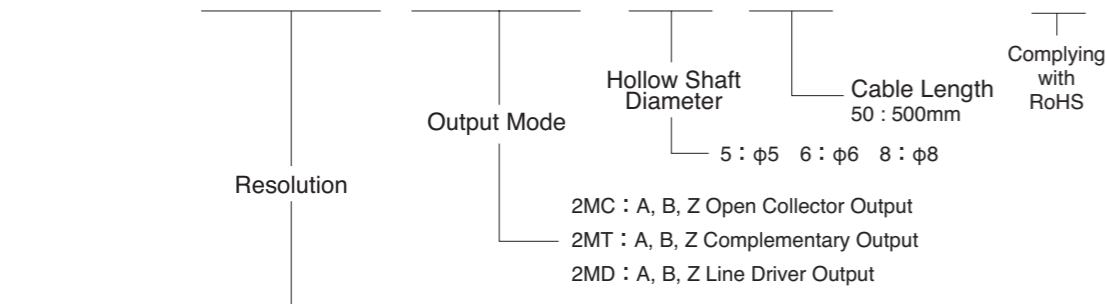 Complying
with
RoHS
Hollow Shaft
Diameter
Cable Length
50 : 500mm
Output Mode
5：φ5 6：φ6 8：φ8
Resolution
2MC：A, B, Z Open Collector Output
2MT：A, B, Z Complementary Output
2MD：A, B, Z Line Driver Output